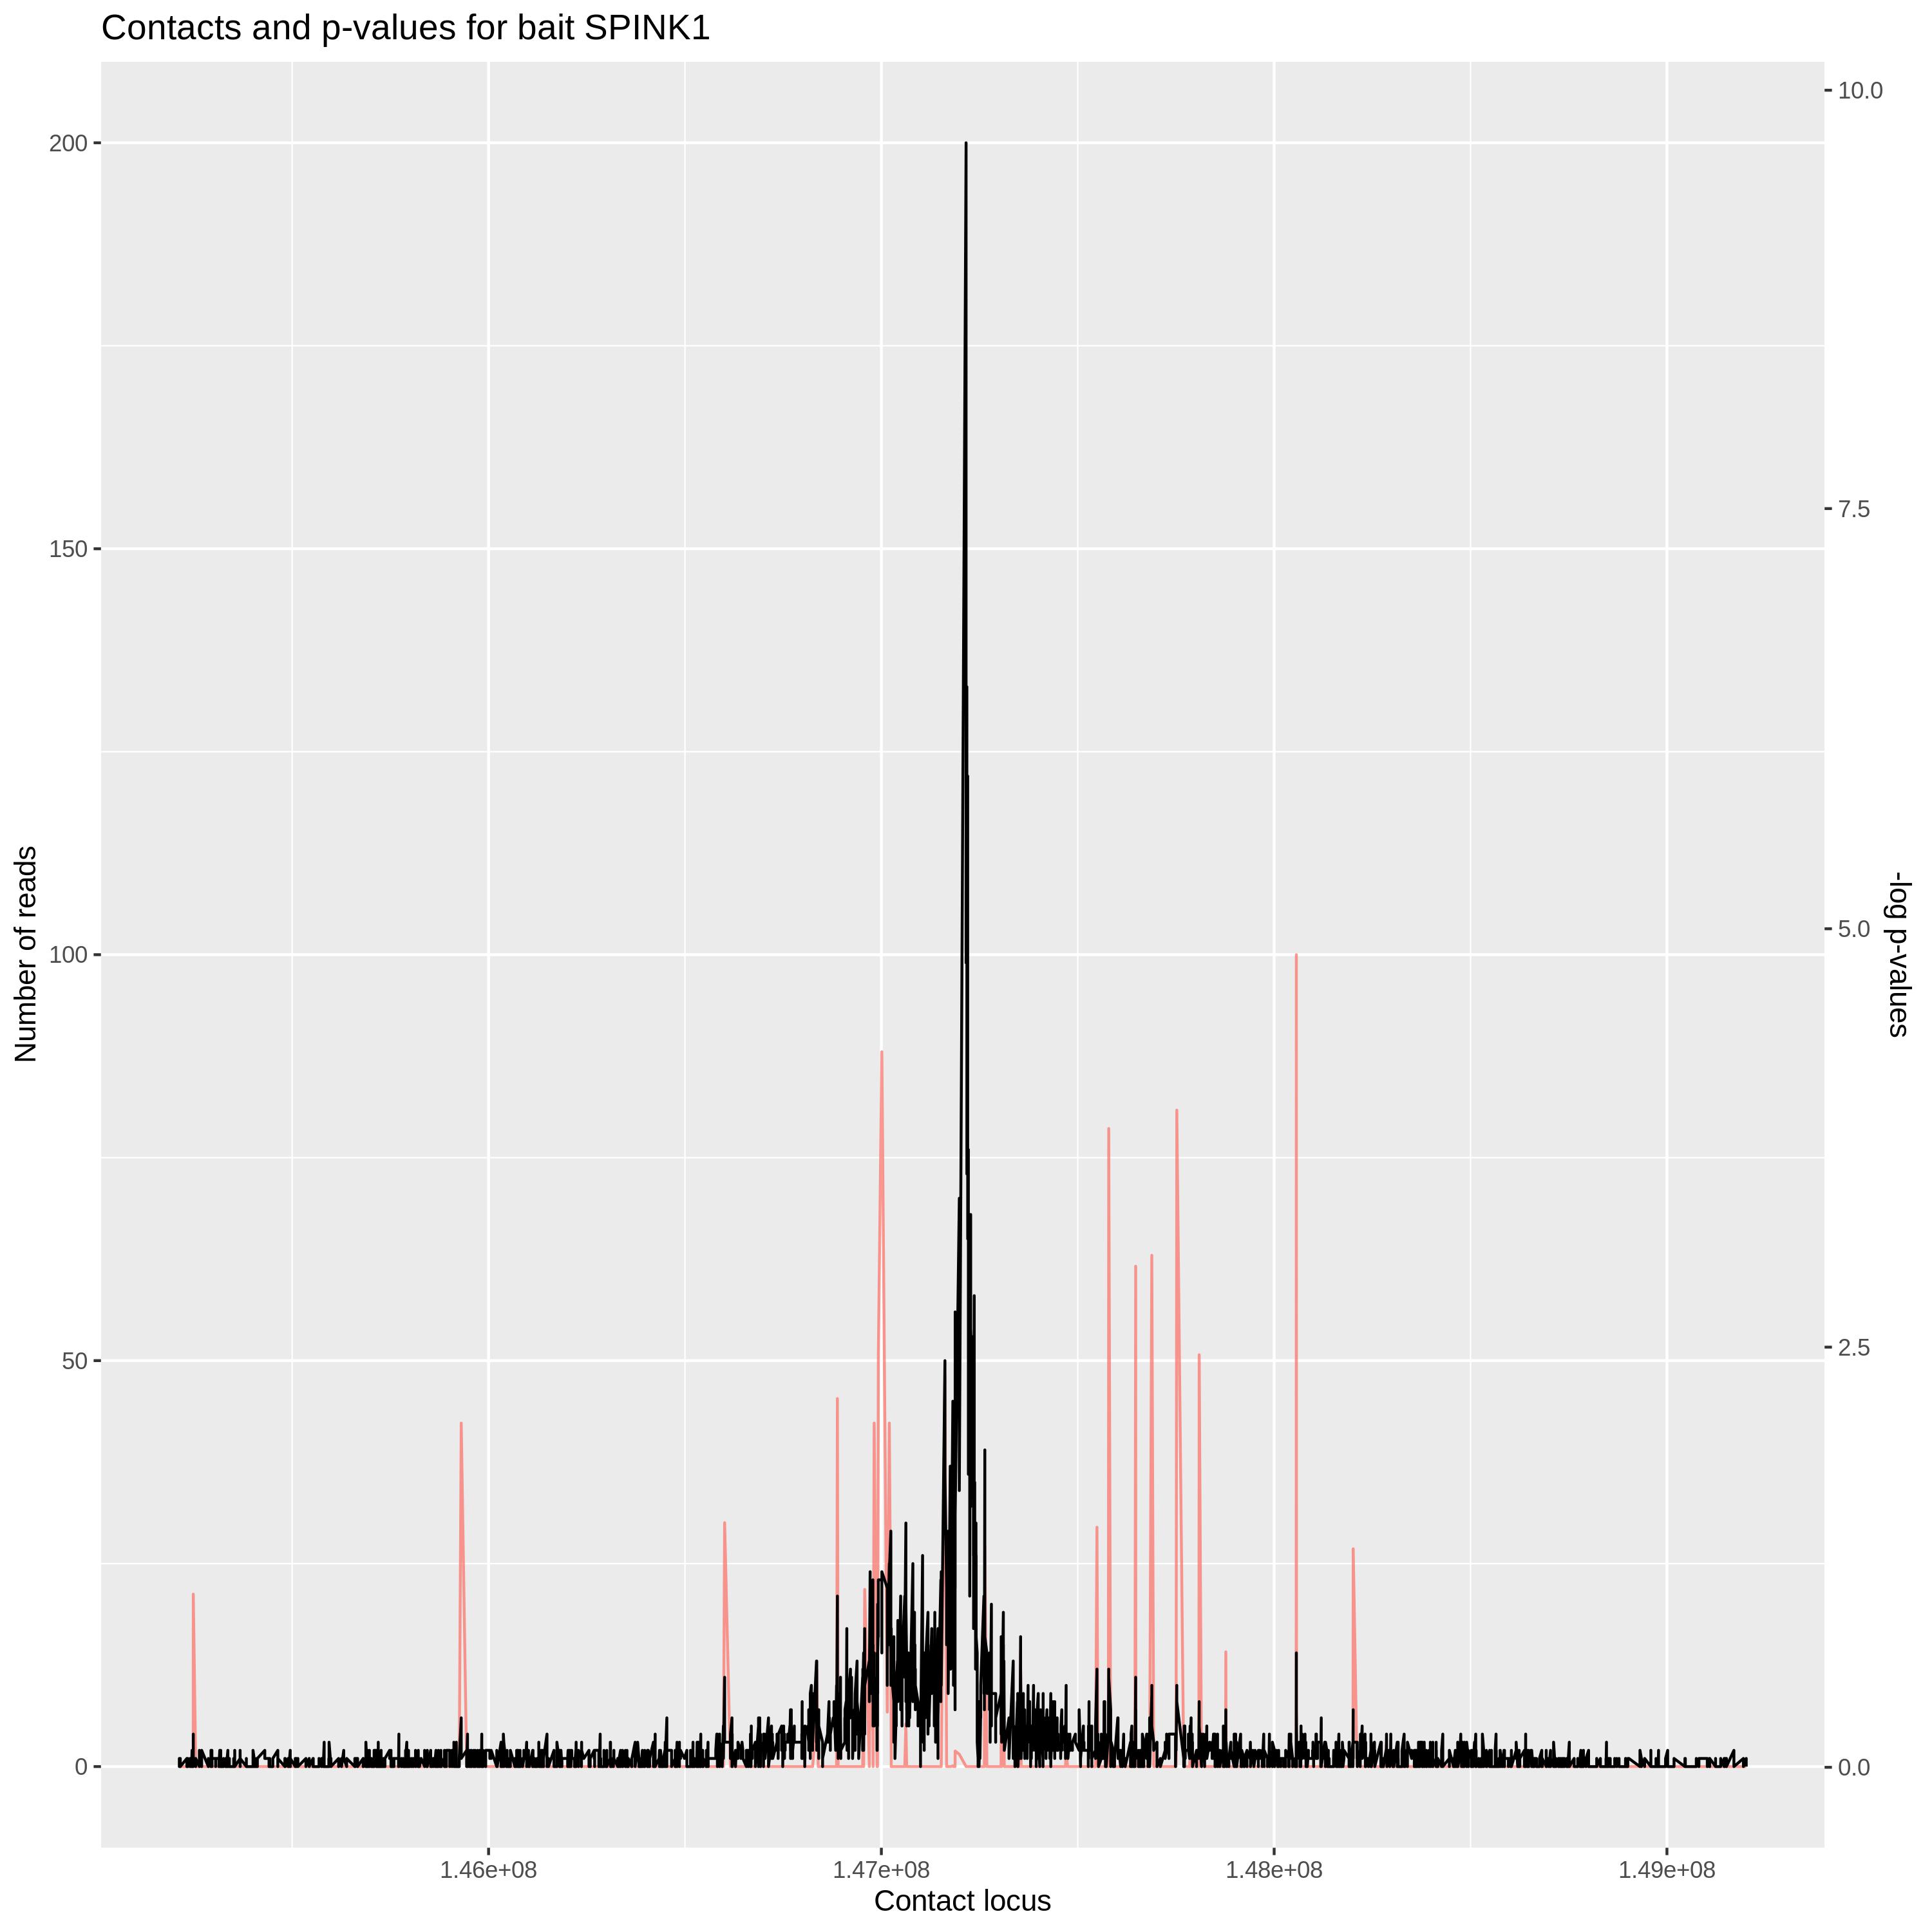 Contacts and p-values for bait SPINK1
10.0
200
7.5
150
5.0
100
Number of reads
-log p-values
2.5
50
0
0.0
1.46e+08
1.47e+08
1.48e+08
1.49e+08
Contact locus